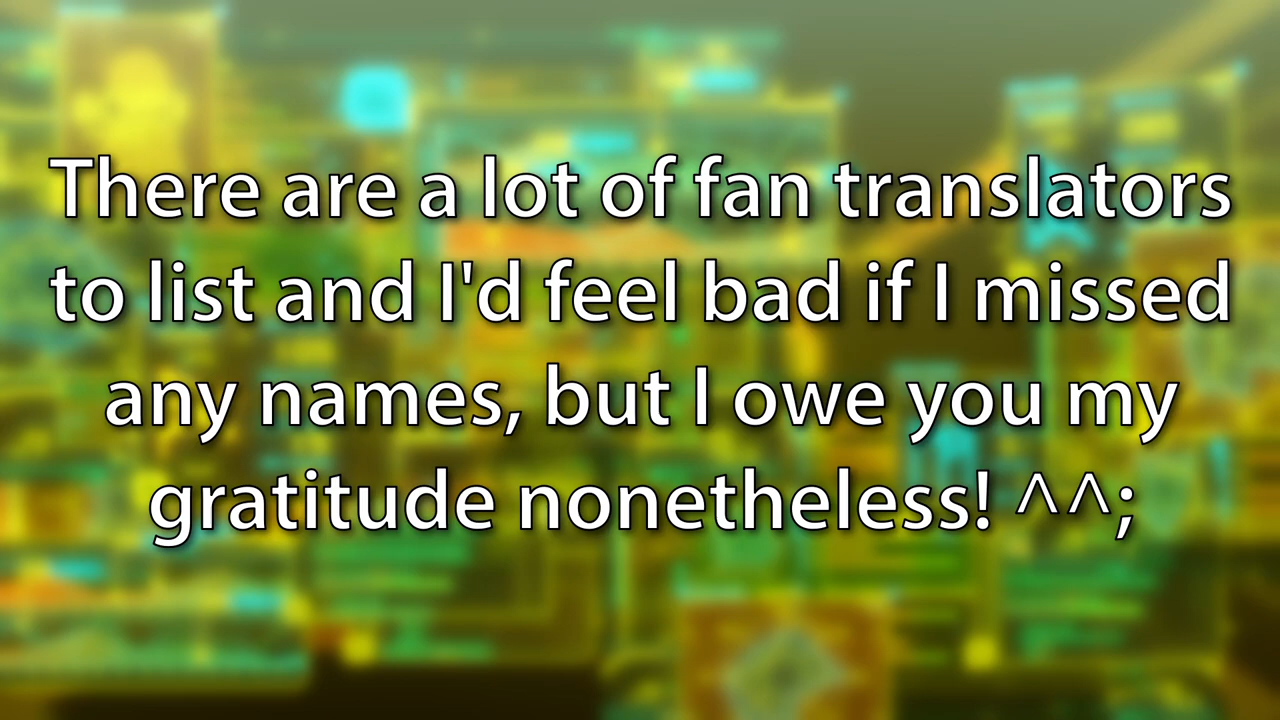 There are a lot of fan translators
to list and I'd feel bad if I missed
any names, but I owe you my
gratitude nonetheless! ^^;